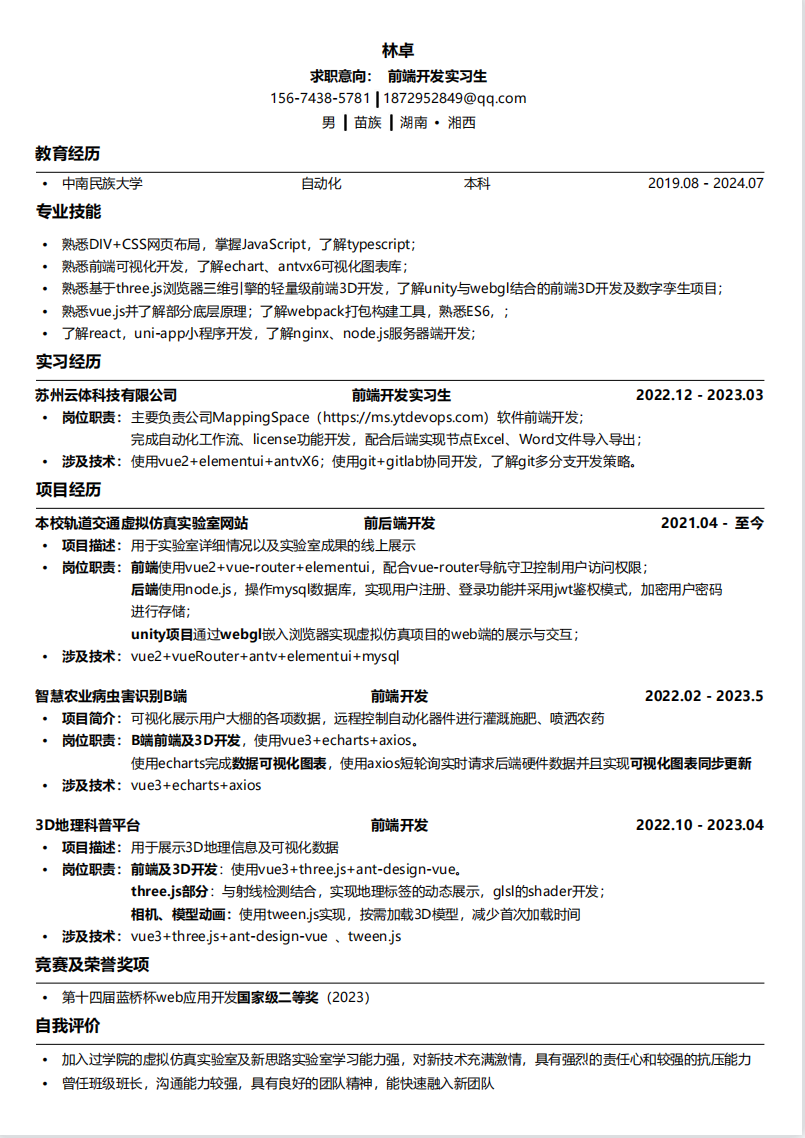 林卓
求职意向： 前端开发实习生
156-7438-5781 | 1872952849@qq.com
男 | 苗族 | 湖南 • 湘西
教育经历
• 中南民族大学 自动化 本科 2019.08 - 2024.07
专业技能
• 熟悉DIV+CSS网页布局，掌握JavaScript，了解typescript；
• 熟悉前端可视化开发，了解echart、antvx6可视化图表库；
• 熟悉基于three.js浏览器三维引擎的轻量级前端3D开发，了解unity与webgl结合的前端3D开发及数字孪生项目；
• 熟悉vue.js并了解部分底层原理；了解webpack打包构建工具，熟悉ES6，；
• 了解react，uni-app小程序开发，了解nginx、node.js服务器端开发；
实习经历
苏州云体科技有限公司 前端开发实习生 2022.12 - 2023.03
• 岗位职责：主要负责公司MappingSpace（https://ms.ytdevops.com）软件前端开发；
完成自动化工作流、license功能开发，配合后端实现节点Excel、Word文件导入导出；
• 涉及技术：使用vue2+elementui+antvX6；使用git+gitlab协同开发，了解git多分支开发策略。
项目经历
本校轨道交通虚拟仿真实验室网站 前后端开发 2021.04 - 至今
• 项目描述：用于实验室详细情况以及实验室成果的线上展示
• 岗位职责：前端使用vue2+vue-router+elementui，配合vue-router导航守卫控制用户访问权限；
后端使用node.js，操作mysql数据库，实现用户注册、登录功能并采用jwt鉴权模式，加密用户密码
进行存储；
unity项目通过webgl嵌入浏览器实现虚拟仿真项目的web端的展示与交互；
• 涉及技术：vue2+vueRouter+antv+elementui+mysql
智慧农业病虫害识别B端 前端开发 2022.02 - 2023.5
• 项目简介：可视化展示用户大棚的各项数据，远程控制自动化器件进行灌溉施肥、喷洒农药
• 岗位职责：B端前端及3D开发，使用vue3+echarts+axios。
使用echarts完成数据可视化图表，使用axios短轮询实时请求后端硬件数据并且实现可视化图表同步更新
• 涉及技术：vue3+echarts+axios
3D地理科普平台 前端开发 2022.10 - 2023.04
• 项目描述：用于展示3D地理信息及可视化数据
• 岗位职责：前端及3D开发：使用vue3+three.js+ant-design-vue。
three.js部分：与射线检测结合，实现地理标签的动态展示，glsl的shader开发；
相机、模型动画：使用tween.js实现，按需加载3D模型，减少首次加载时间
• 涉及技术：vue3+three.js+ant-design-vue 、tween.js
竞赛及荣誉奖项
• 第十四届蓝桥杯web应用开发国家级二等奖（2023）
自我评价
• 加入过学院的虚拟仿真实验室及新思路实验室学习能力强，对新技术充满激情，具有强烈的责任心和较强的抗压能力
• 曾任班级班长，沟通能力较强，具有良好的团队精神，能快速融入新团队